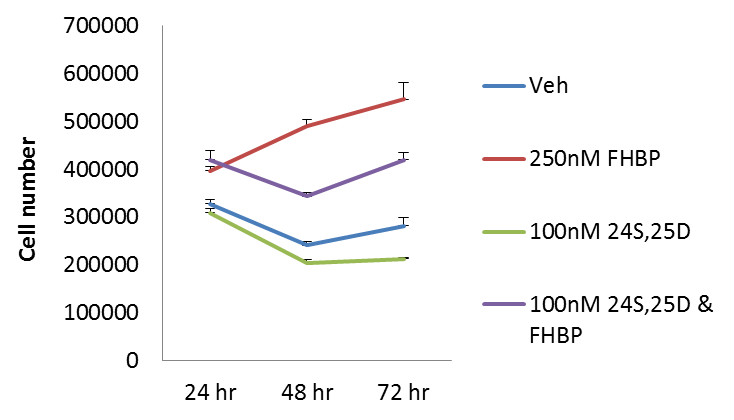 700000
600000
500000
400000
300000
200000
100000
0
Cell number
24 hr
48 hr
72 hr
Veh
250nM FHBP
100nM 24S,25D
100nM 24S,25D &
FHBP